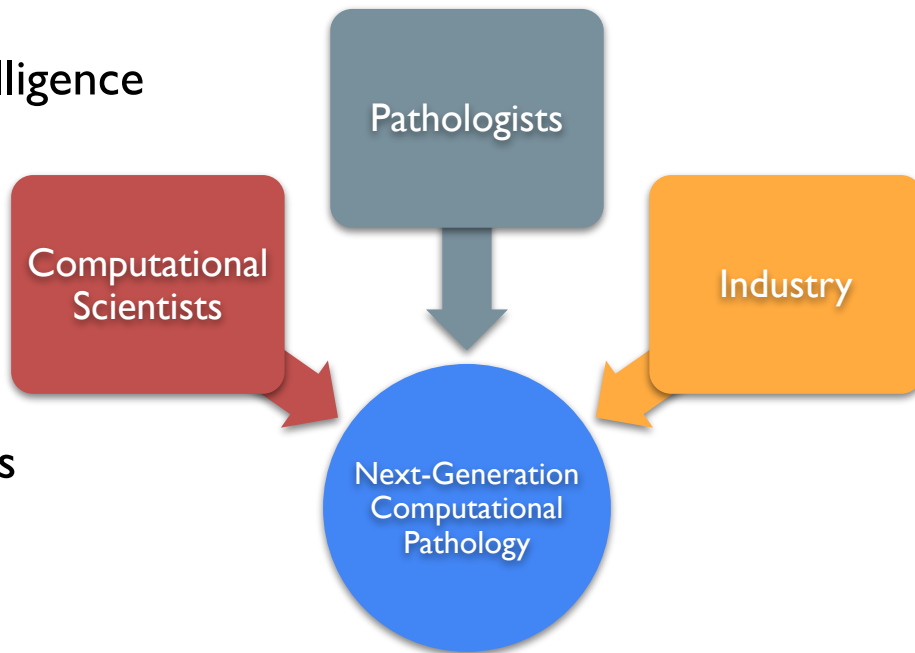 lligence
Pathologists
Computational
Scientists
Industry
s
Next-Generation
Computational
Pathology